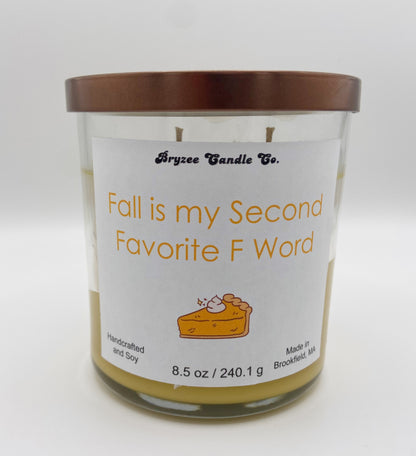 Bryzee Candle Co.
Fall is my Second
Favorite F Word
Handcrafted
and Soy
8.5 oz / 240.1 g
Made in
Brookfield, MA